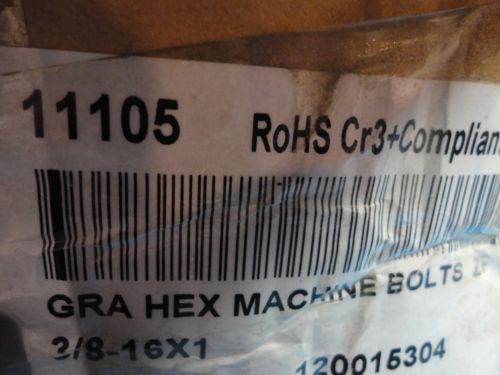 11105 RoHS Cr3+Complian
GRA HEX MACHINE BOLTS
3/8-16X1
120015304